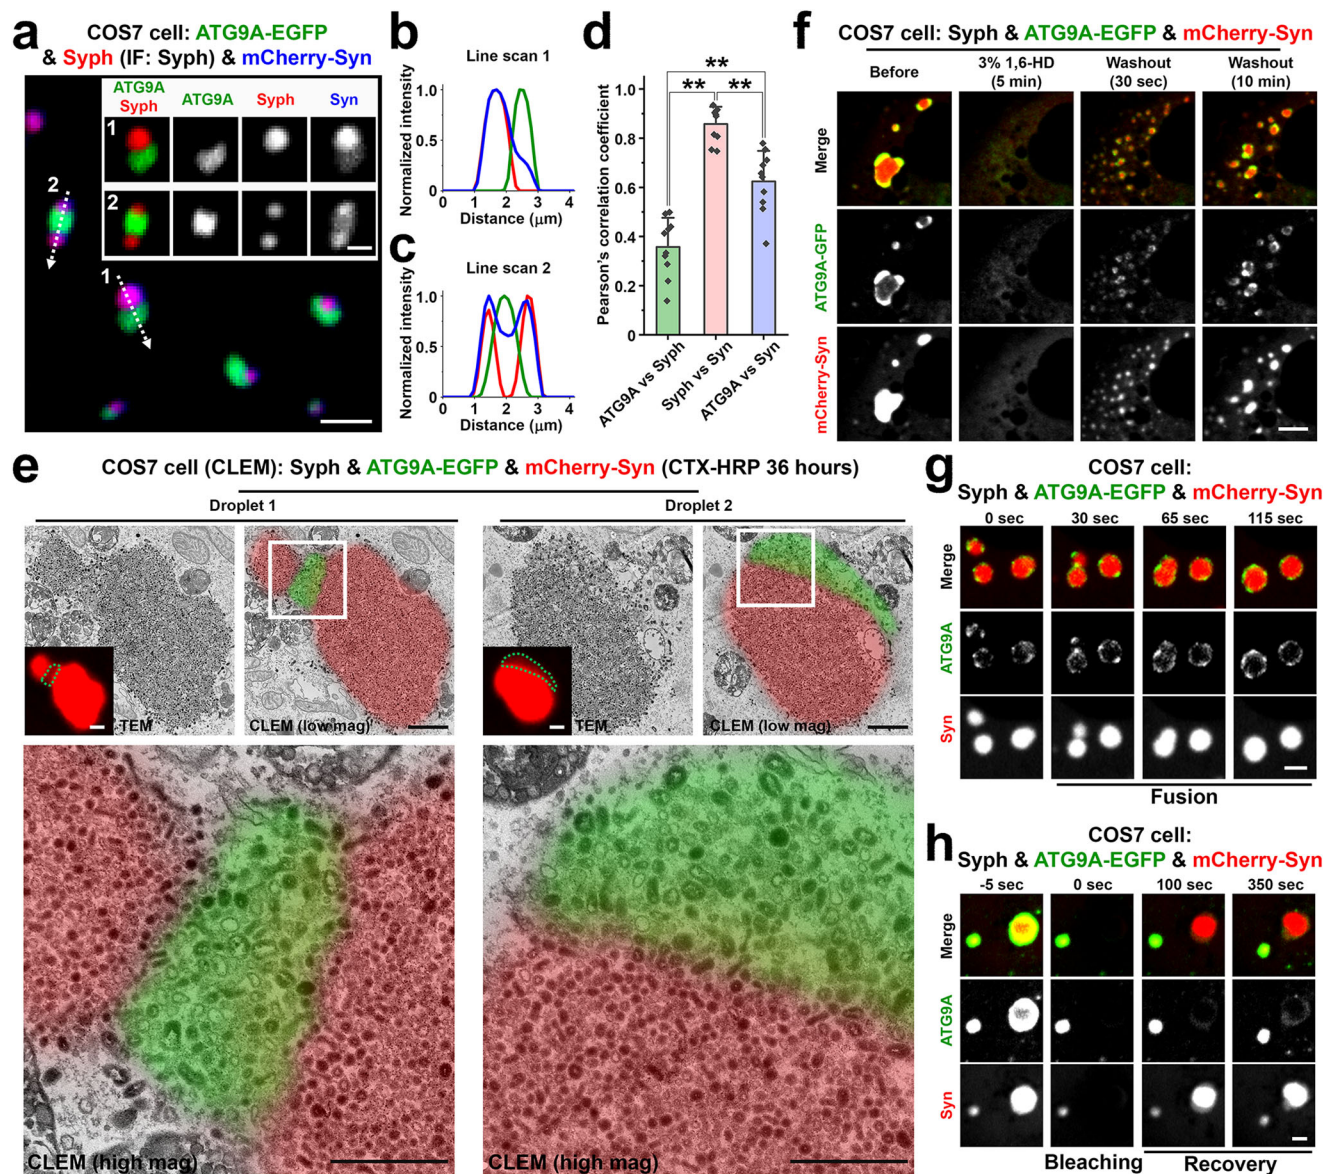 a
COS7 cell: ATG9A-EGFP
& Syph (IF: Syph) & mCherry-Syn
ATG9A
Syph
ATG9A
Syph
Syn
1
2
2
1
b
Line scan 1
Normalized intensity
1.0
0.5
0
0 1 2 3 4
Distance (μm)
c
Line scan 2
Normalized intensity
1.0
0.5
0
0 1 2 3 4
Distance (μm)
d
Pearson's correlation coefficient
**
** **
1.0
0.8
0.6
0.4
0.2
0
ATG9A vs Syph
Syph vs Syn
ATG9A vs Syn
e
COS7 cell (CLEM): Syph & ATG9A-EGFP & mCherry-Syn (CTX-HRP 36 hours)
Droplet 1
Droplet 2
TEM
CLEM (low mag)
TEM
CLEM (low mag)
CLEM (high mag)
CLEM (high mag)
f
COS7 cell: Syph & ATG9A-EGFP & mCherry-Syn
Before
3% 1,6-HD
(5 min)
Washout
(30 sec)
Washout
(10 min)
Merge
ATG9A-GFP
mCherry-Syn
g
COS7 cell:
Syph & ATG9A-EGFP & mCherry-Syn
0 sec 30 sec 65 sec 115 sec
Merge
ATG9A
Syn
Fusion
h
COS7 cell:
Syph & ATG9A-EGFP & mCherry-Syn
-5 sec 0 sec 100 sec 350 sec
Merge
ATG9A
Syn
Bleaching Recovery